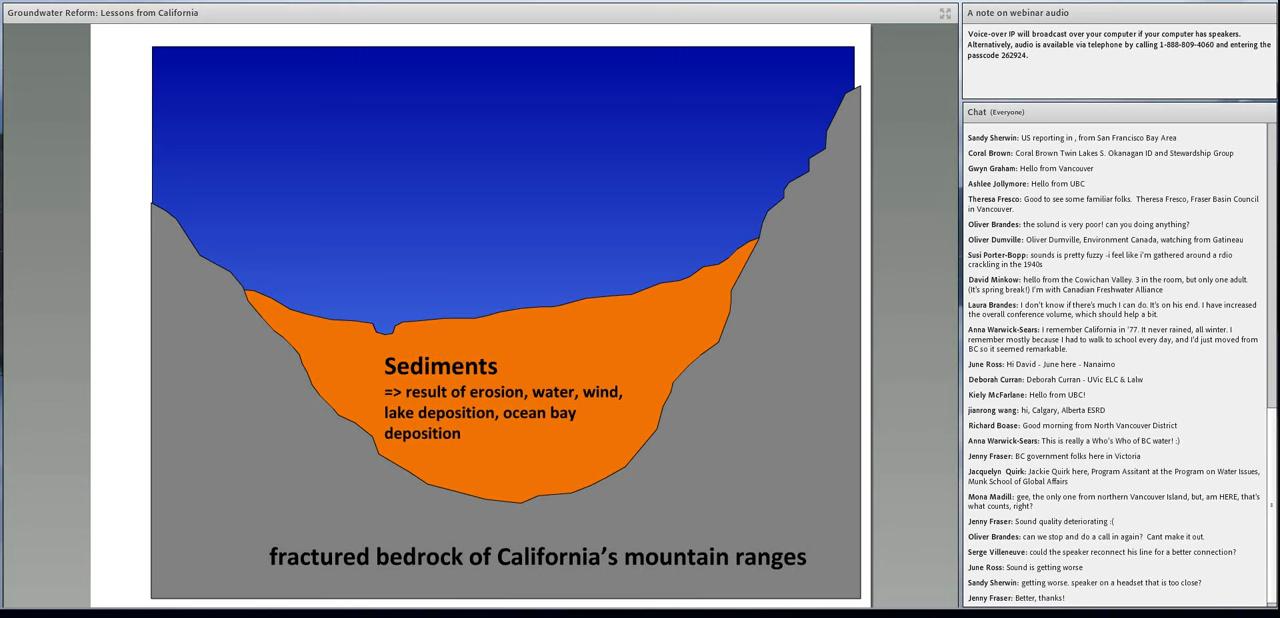 Groundwater Reform: Lessons from California
Sediments
=> result of erosion, water, wind,
lake deposition, ocean bay
deposition
fractured bedrock of California's mountain ranges
A note on webinar audio
Voice-over IP will broadcast over your computer if your computer has speakers.
Alternatively, audio is available via telephone by calling 1-888-809-4060 and entering the
passcode 262924.
Chat (Everyone)
Sandy Sherwin: US reporting in , from San Francisco Bay Area
Coral Brown: Coral Brown Twin Lakes S. Okanagan ID and Stewardship Group
Gwyn Graham: Hello from Vancouver
Ashlee Jollymore: Hello from UBC
Theresa Fresco: Good to see some familiar folks. Theresa Fresco, Fraser Basin Council
in Vancouver.
Oliver Brandes: the solund is very poor! can you doing anything?
Oliver Dumville: Oliver Dumville, Environment Canada, watching from Gatineau
Susi Porter-Bopp: sounds is pretty fuzzy -i feel like i'm gathered around a rdio
crackling in the 1940s
David Minkow: hello from the Cowichan Valley. 3 in the room, but only one adult.
(It's spring break!) I'm with Canadian Freshwater Alliance
Laura Brandes: I don't know if there's much I can do. It's on his end. I have increased
the overall conference volume, which should help a bit.
Anna Warwick-Sears: I remember California in '77. It never rained, all winter. I
remember mostly because I had to walk to school every day, and I'd just moved from
BC so it seemed remarkable.
June Ross: Hi David - June here - Nanaimo
Deborah Curran: Deborah Curran - UVic ELC & Lalw
Kiely McFarlane: Hello from UBC!
jianrong wang: hi, Calgary, Alberta ESRD
Richard Boase: Good morning from North Vancouver District
Anna Warwick-Sears: This is really a Who's Who of BC water! :)
Jenny Fraser: BC government folks here in Victoria
Jacquelyn Quirk: Jackie Quirk here, Program Assitant at the Program on Water Issues,
Munk School of Global Affairs
Mona Madill: gee, the only one from northern Vancouver Island, but, am HERE, that's
what counts, right?
Jenny Fraser: Sound quality deteriorating :(
Oliver Brandes: can we stop and do a call in again? Cant make it out.
Serge Villeneuve: could the speaker reconnect his line for a better connection?
June Ross: Sound is getting worse
Sandy Sherwin: getting worse. speaker on a headset that is too close?
Jenny Fraser: Better, thanks!